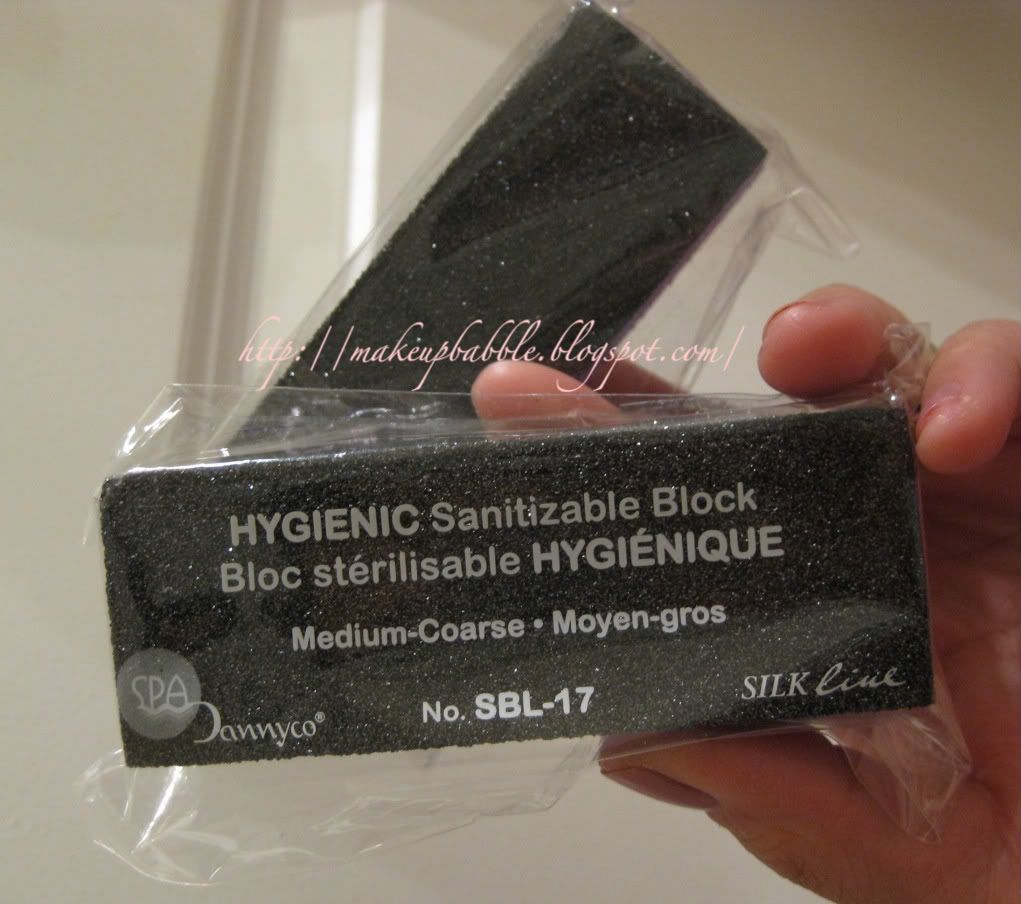 http://makeupbabble.blogspot.com/
HYGIENIC Sanitizable Block
Bloc stérilisable HYGIÉNIQUE
Medium-Coarse • Moyen-gros
SPA
Dannyco®
No. SBL-17
SILK line